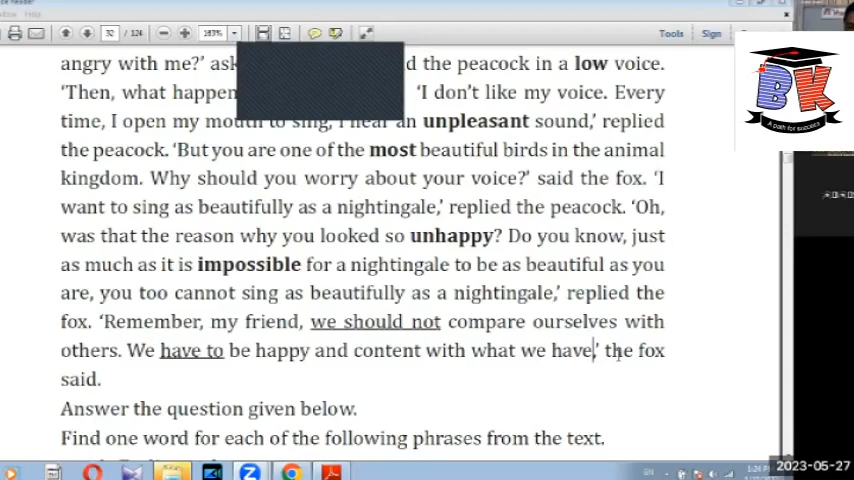 32 / 124
183%
Tools
Sign
angry with me?' ask d the peacock in a low voice.
'Then, what happen 'I don't like my voice. Every
time, I open my mouth to sing, I hear an unpleasant sound,' replied
the peacock. 'But you are one of the most beautiful birds in the animal
kingdom. Why should you worry about your voice?' said the fox. 'I
want to sing as beautifully as a nightingale,' replied the peacock. 'Oh,
was that the reason why you looked so unhappy? Do you know, just
as much as it is impossible for a nightingale to be as beautiful as you
are, you too cannot sing as beautifully as a nightingale,' replied the
fox. 'Remember, my friend, we should not compare ourselves with
others. We have to be happy and content with what we have,' the fox
said.
Answer the question given below.
Find one word for each of the following phrases from the text.
BK
A path for success
2023-05-27